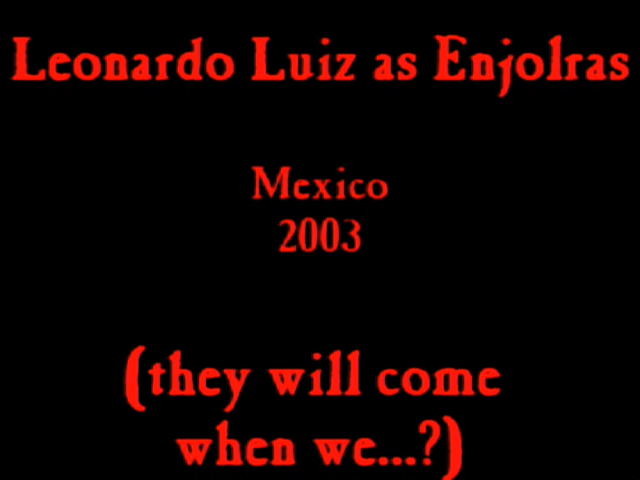 Leonardo Luiz as Enjolras
Mexico
2003
(they will come
when we...?)